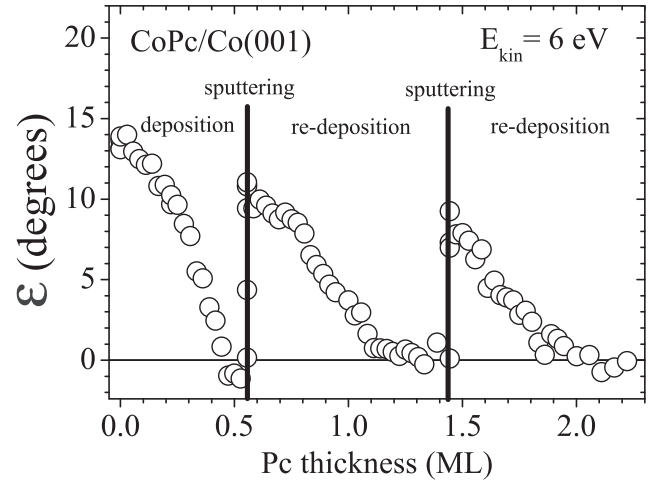 CoPc/Co(001)
E_kin = 6 eV
sputtering
sputtering
deposition
re-deposition
re-deposition
20
15
10
5
0
ε (degrees)
0.0 0.5 1.0 1.5 2.0
Pc thickness (ML)